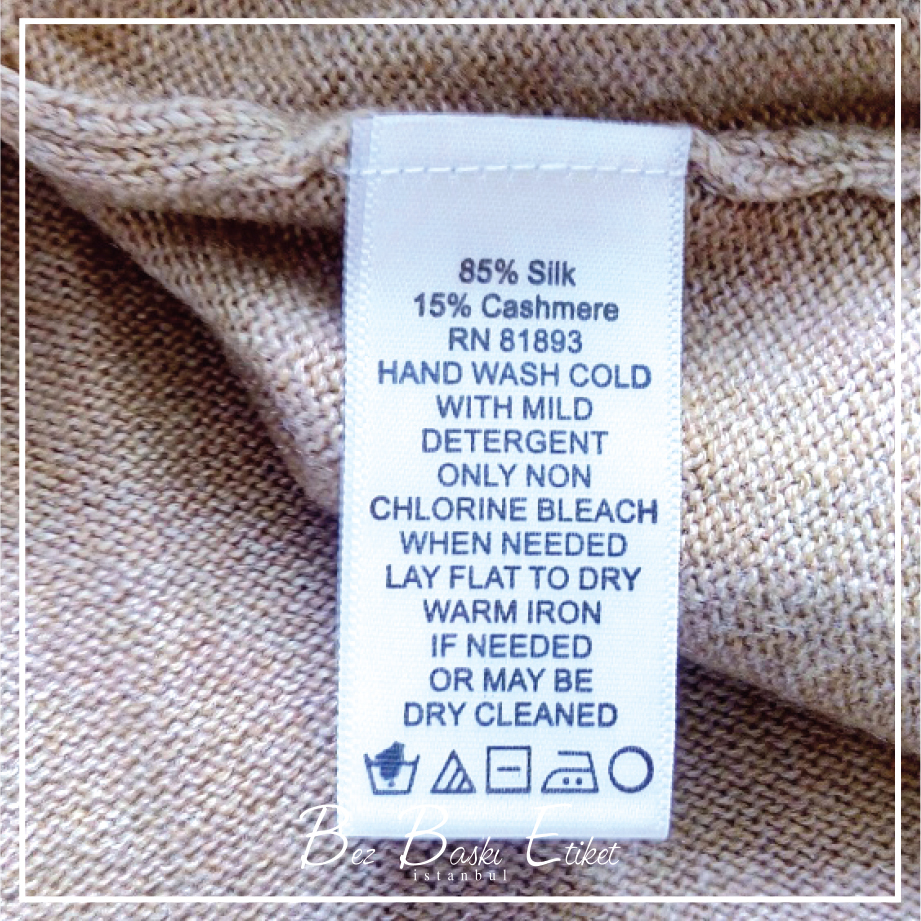 85% Silk
15% Cashmere
RN 81893
HAND WASH COLD
WITH MILD
DETERGENT
ONLY NON
CHLORINE BLEACH
WHEN NEEDED
LAY FLAT TO DRY
WARM IRON
IF NEEDED
OR MAY BE
DRY CLEANED
Bez Baskı Etiket
istanbul